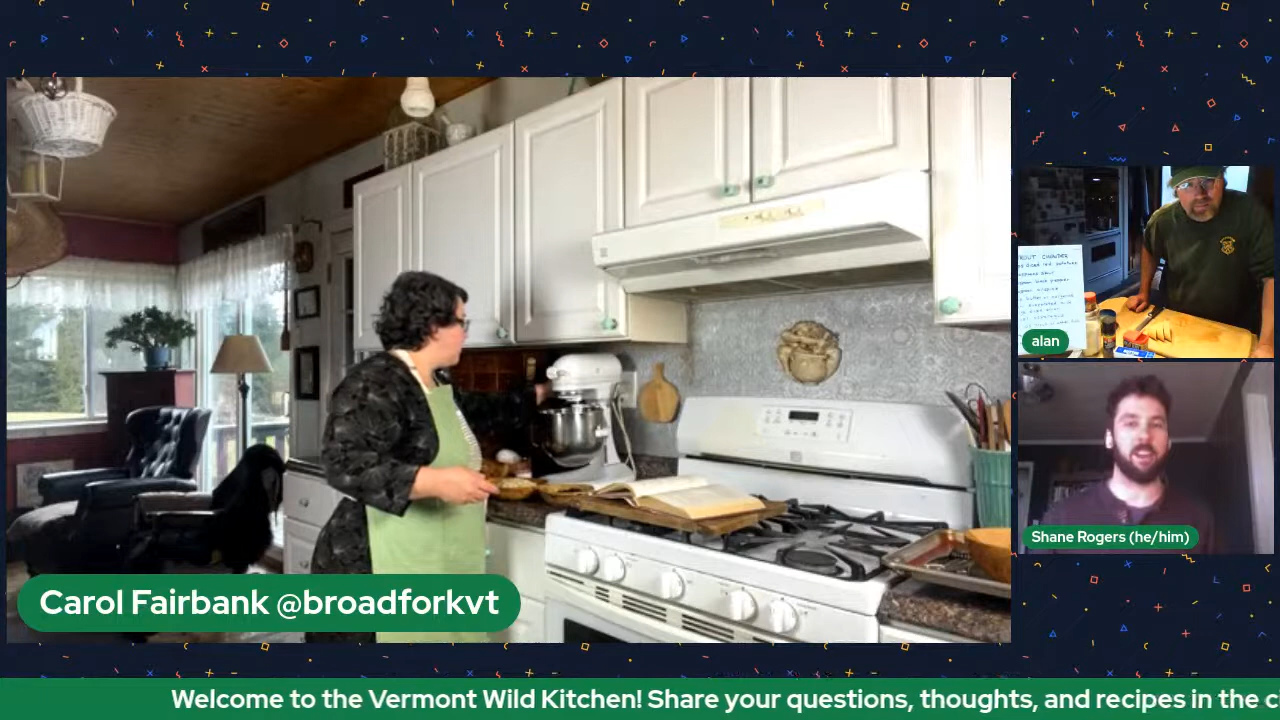 alan
Shane Rogers (he/him)
Carol Fairbank @broadforkvt
Welcome to the Vermont Wild Kitchen! Share your questions, thoughts, and recipes in the c